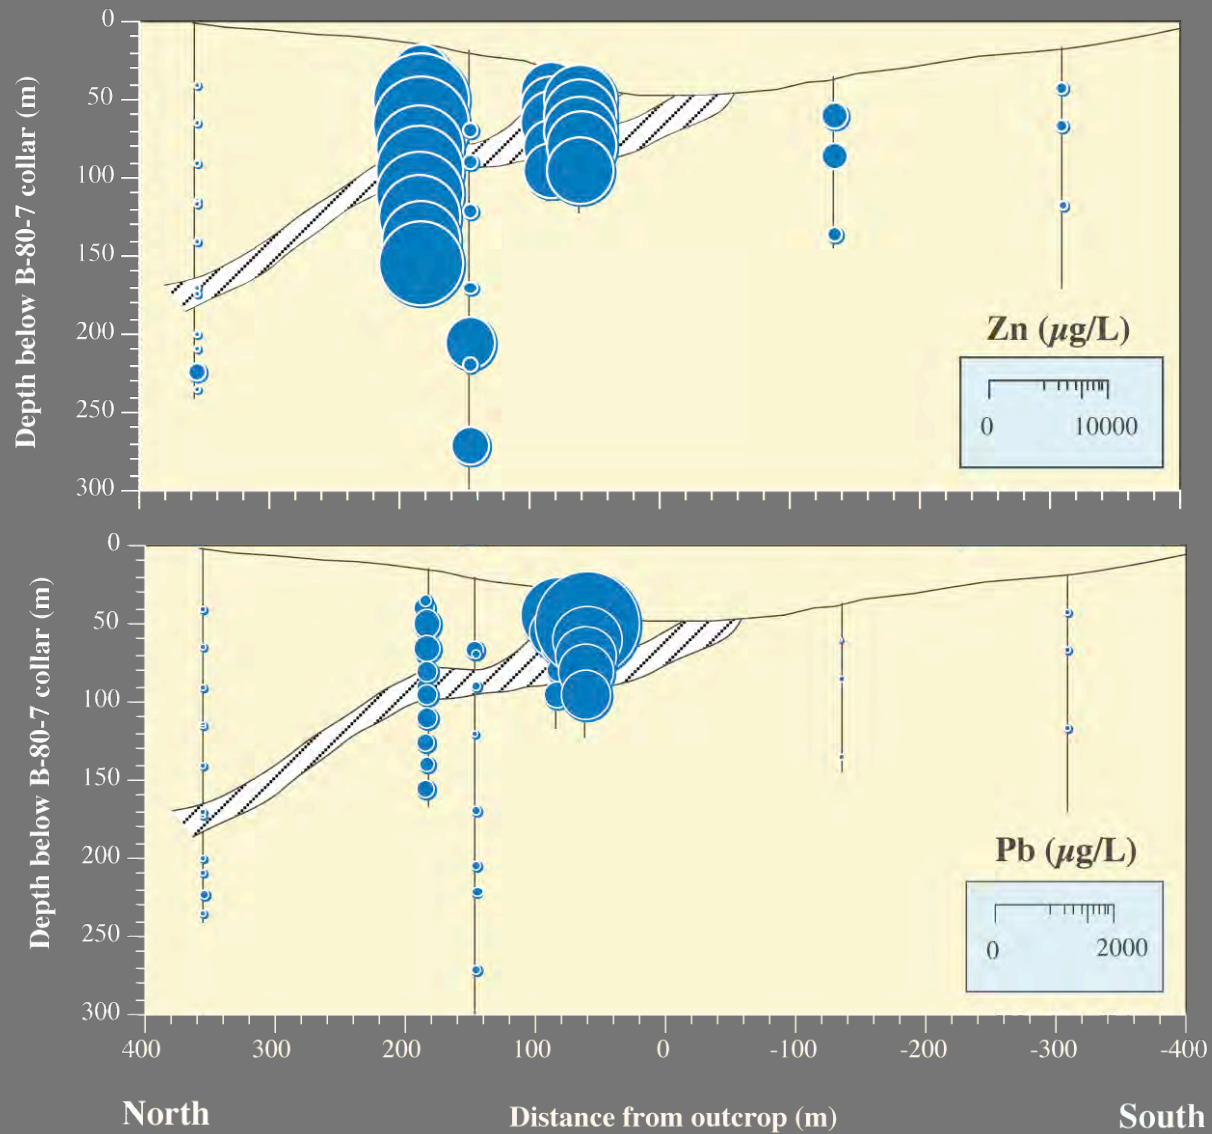 0
50
100
150
200
250
300
Depth below B-80-7 collar (m)
Zn (µg/L)
0 10000
0
50
100
150
200
250
300
Depth below B-80-7 collar (m)
Pb (µg/L)
0 2000
400 300 200 100 0 -100 -200 -300 -400
North Distance from outcrop (m) South